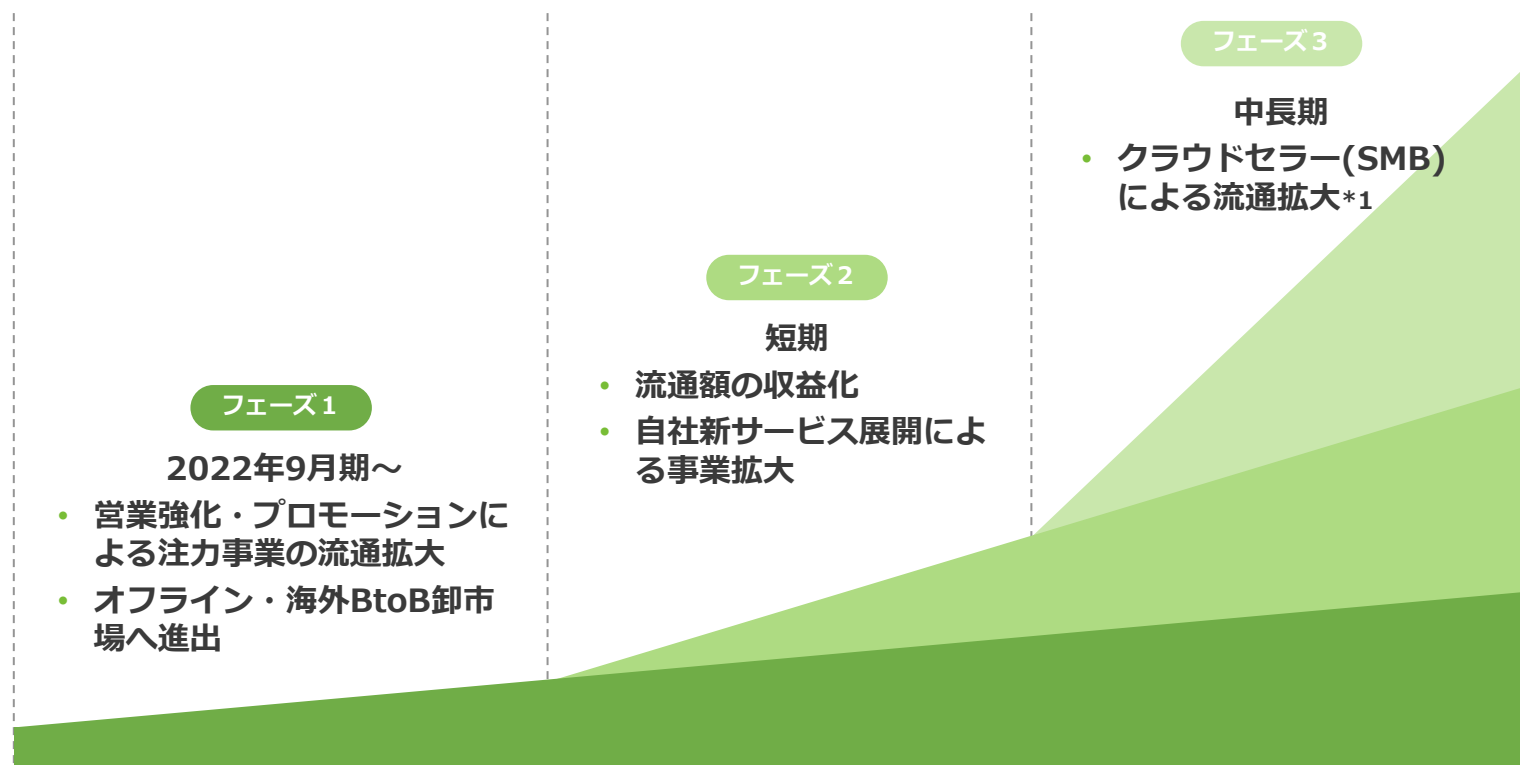 フェーズ1
2022年9月期～
• 営業強化・プロモーションに
よる注力事業の流通拡大
• オフライン・海外BtoB卸市
場へ進出
フェーズ2
短期
• 流通額の収益化
• 自社新サービス展開によ
る事業拡大
フェーズ3
中長期
• クラウドセラー(SMB)
による流通拡大*1